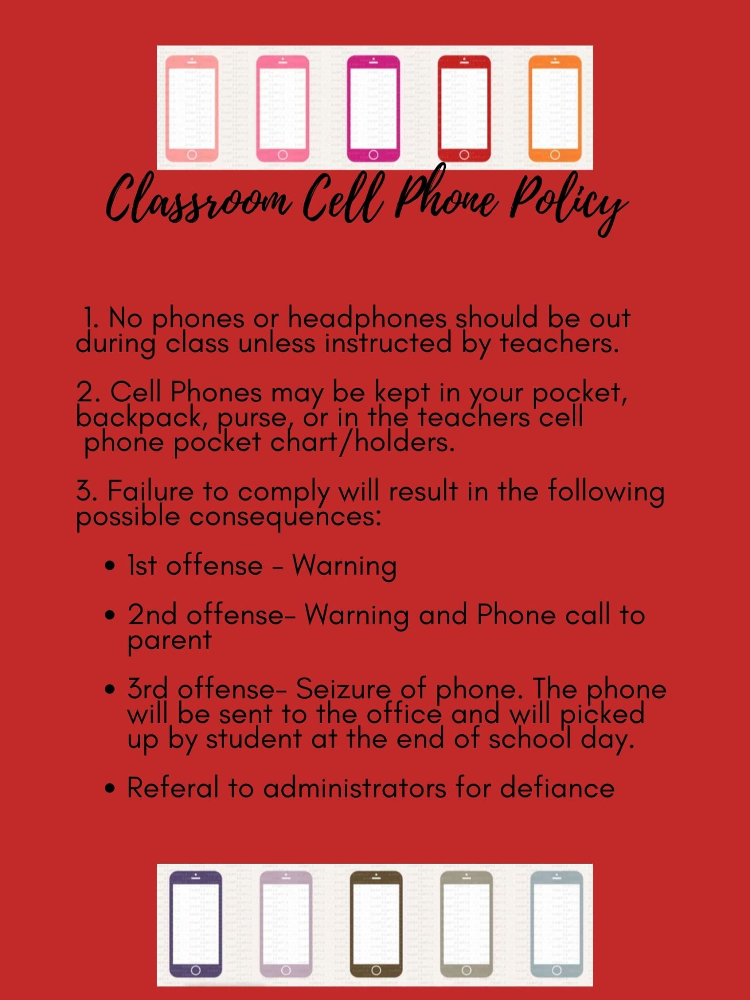 Classroom Cell Phone Policy
1. No phones or headphones should be out
during class unless instructed by teachers.
2. Cell Phones may be kept in your pocket,
backpack, purse, or in the teachers cell
phone pocket chart/holders.
3. Failure to comply will result in the following
possible consequences:
• 1st offense - Warning
• 2nd offense- Warning and Phone call to
parent
• 3rd offense- Seizure of phone. The phone
will be sent to the office and will picked
up by student at the end of school day.
• Referal to administrators for defiance